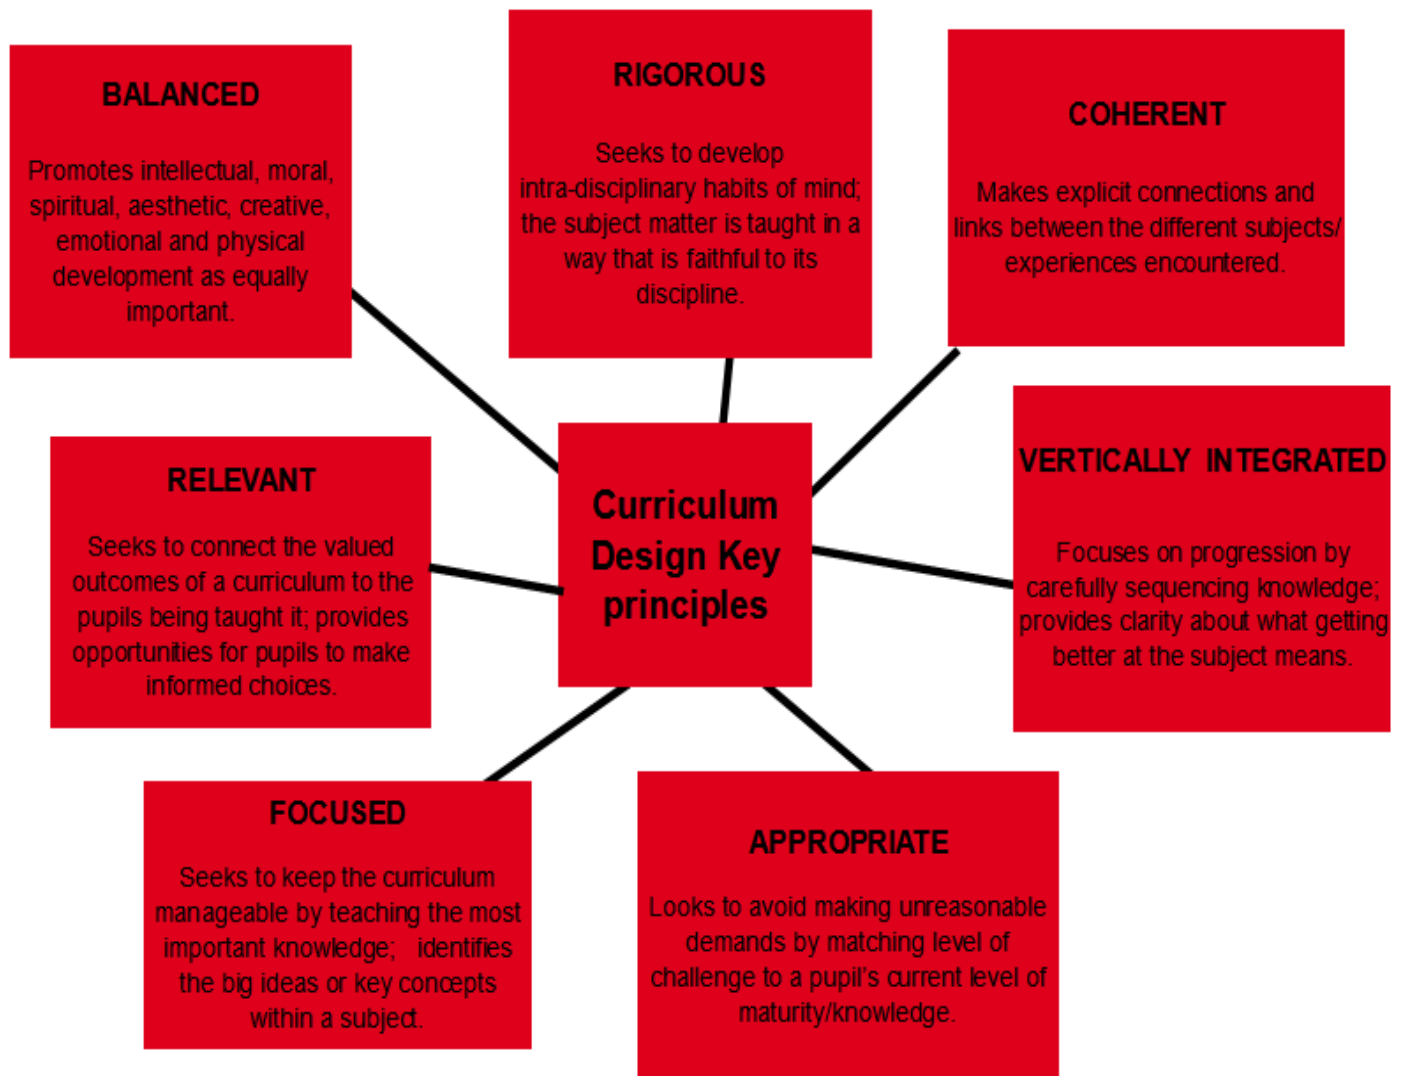 BALANCED
Promotes intellectual, moral,
spiritual, aesthetic, creative,
emotional and physical
development as equally
important.
RIGOROUS
Seeks to develop
intra-disciplinary habits of mind;
the subject matter is taught in a
way that is faithful to its
discipline.
COHERENT
Makes explicit connections and
links between the different subjects/
experiences encountered.
RELEVANT
Seeks to connect the valued
outcomes of a curriculum to the
pupils being taught it; provides
opportunities for pupils to make
informed choices.
Curriculum
Design Key
principles
VERTICALLY INTEGRATED
Focuses on progression by
carefully sequencing knowledge;
provides clarity about what getting
better at the subject means.
FOCUSED
Seeks to keep the curriculum
manageable by teaching the most
important knowledge; identifies
the big ideas or key concepts
within a subject.
APPROPRIATE
Looks to avoid making unreasonable
demands by matching level of
challenge to a pupil's current level of
maturity/knowledge.